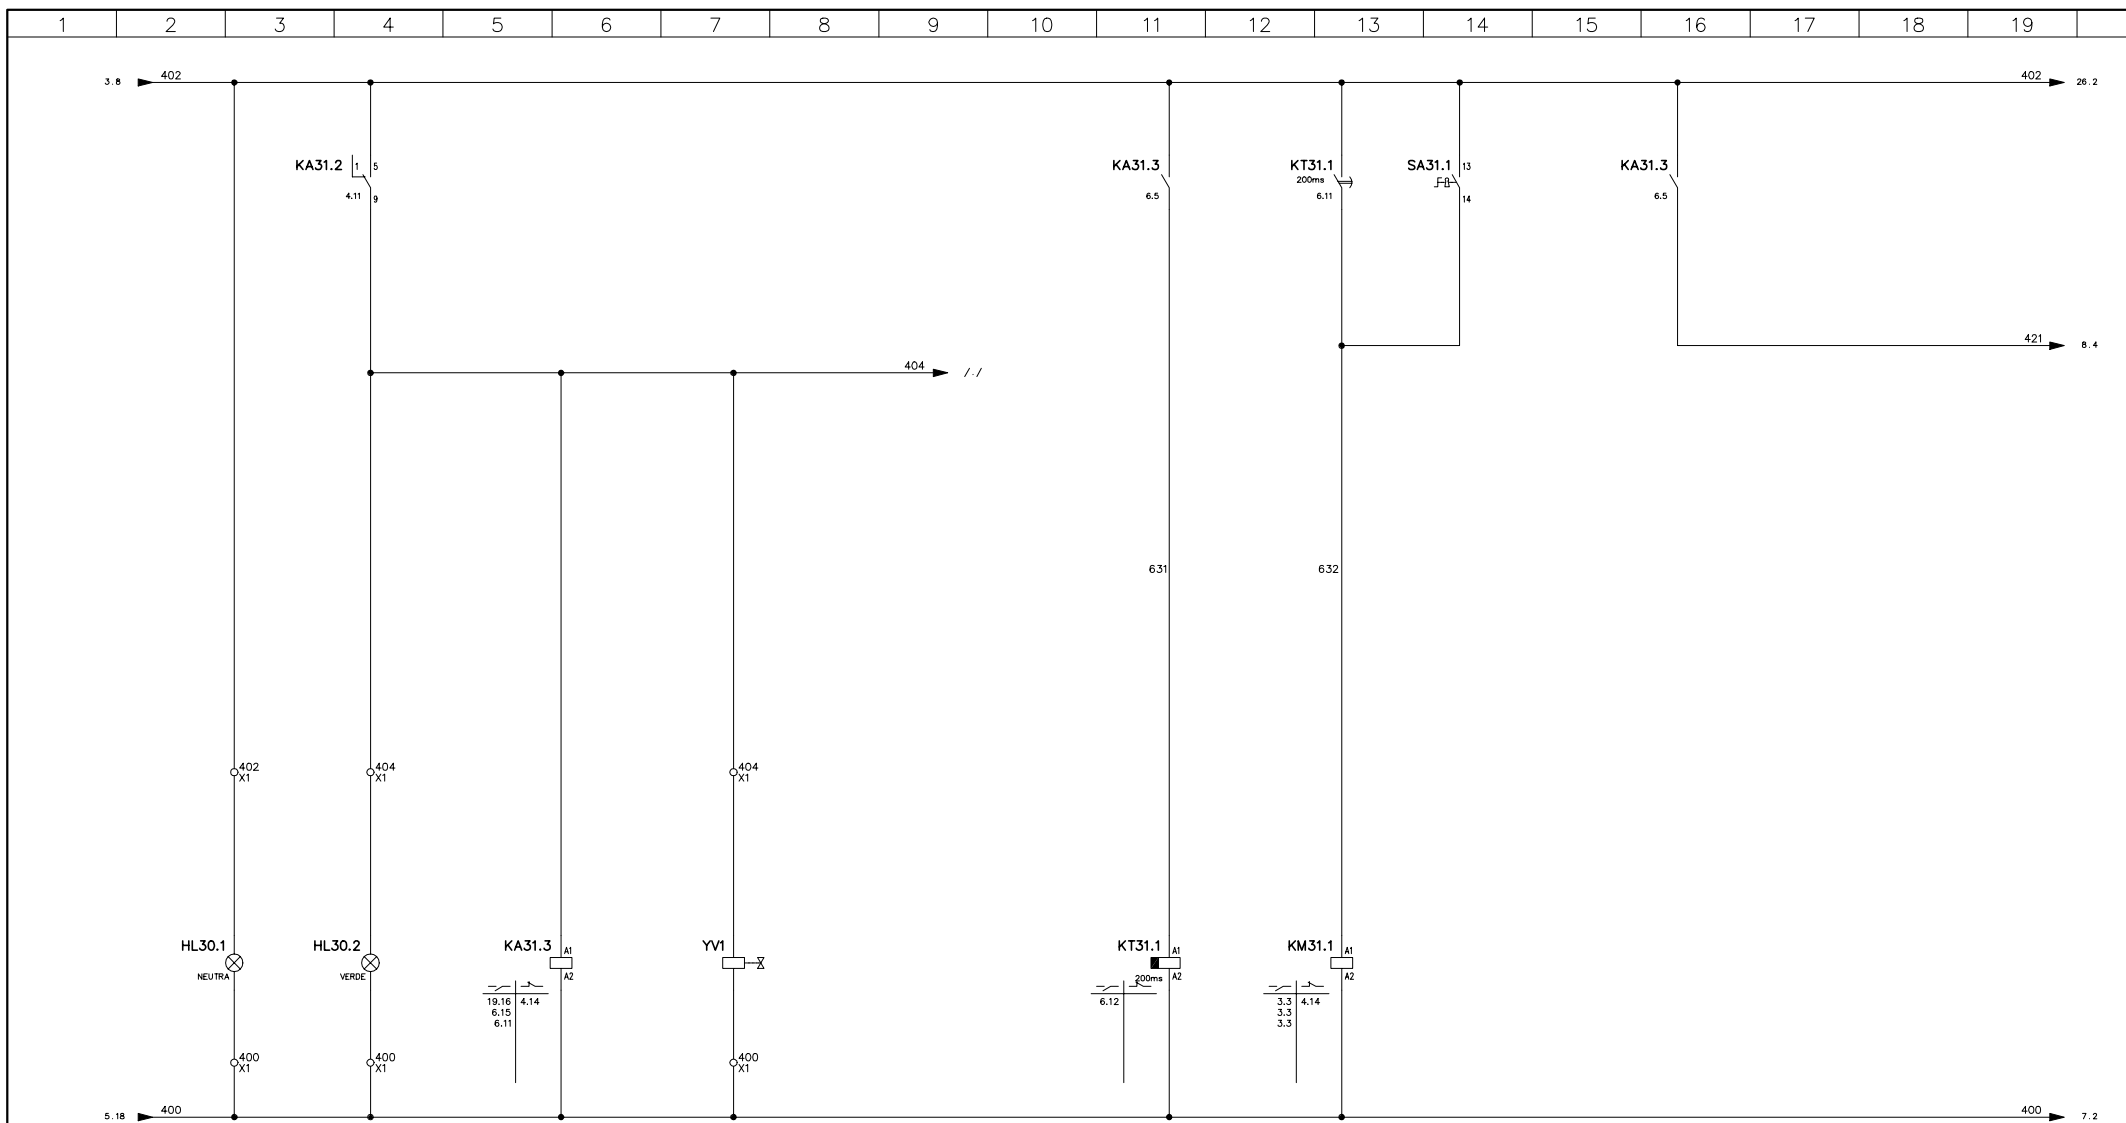 1 2 3 4 5 6 7 8 9 10 11 12 13 14 15 16 17 18 19
3.8 402 402 26.2
KA31.2 1 5
4.11 9
KA31.3
6.5
KT31.1
200ms
6.11
SA31.1 13
14
KA31.3
6.5
421 8.4
404 /./
631 632
402
X1
404
X1
404
X1
HL30.1
NEUTRA
HL30.2
VERDE
KA31.3 A1
A2
19.16 4.14
6.15
6.11
YV1
KT31.1 A1
200ms A2
6.12
KM31.1 A1
A2
3.3 4.14
3.3
3.3
400
X1
400
X1
400
X1
5.18 400 400 7.2